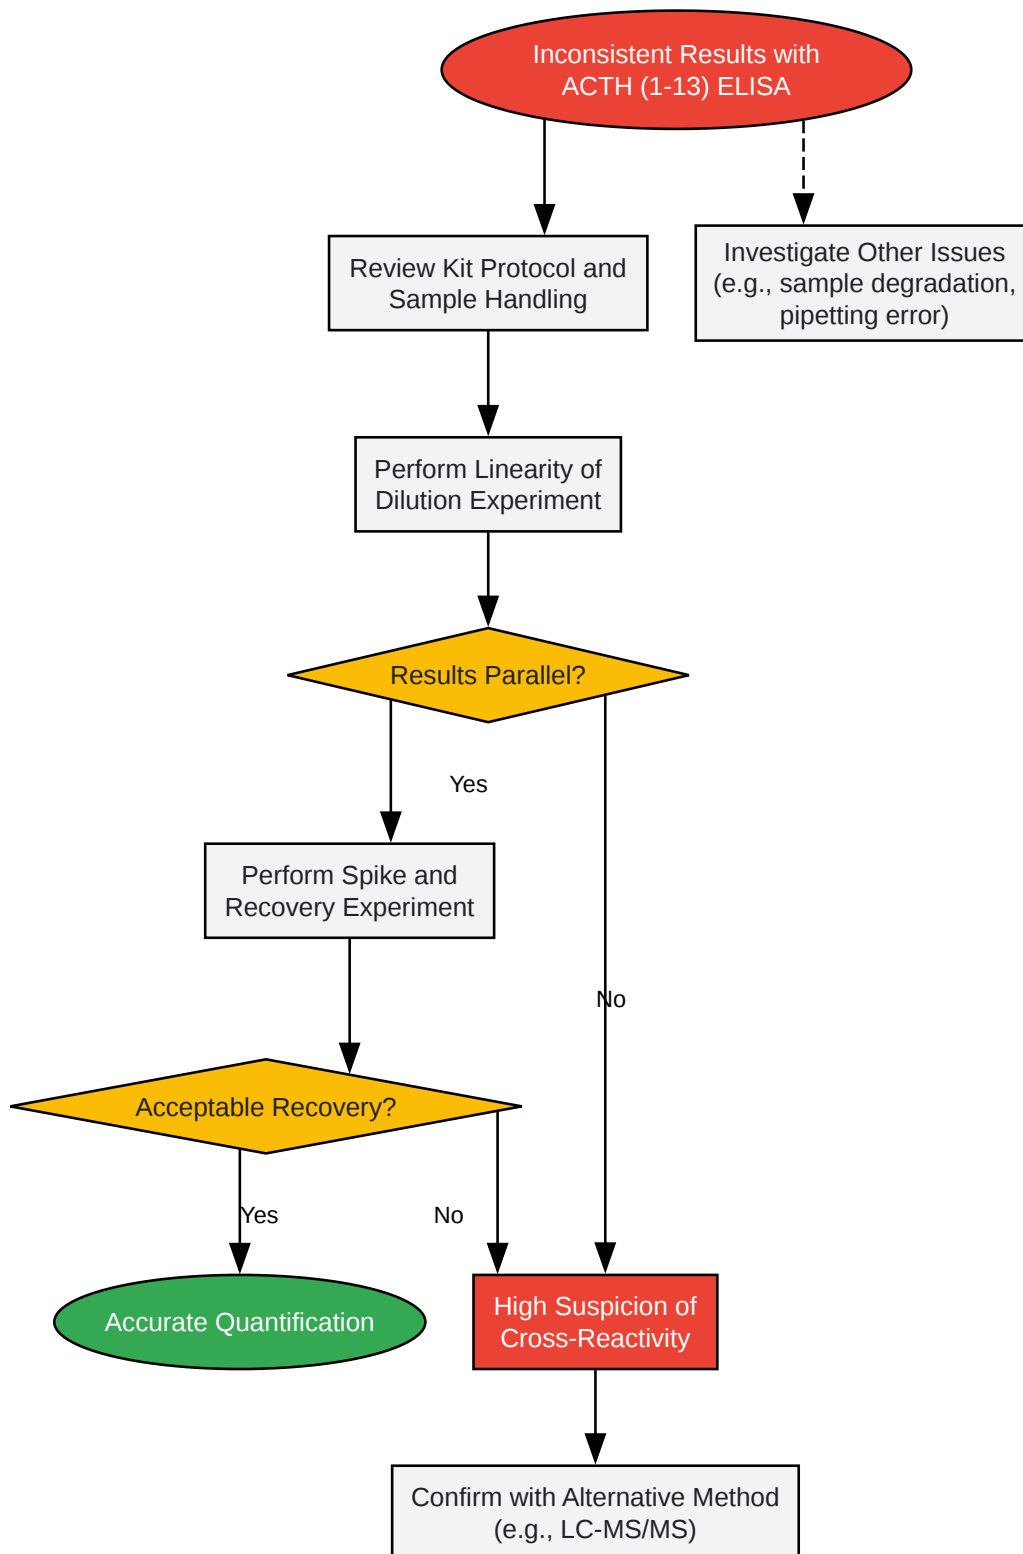 Inconsistent Results with
ACTH (1-13) ELISA
Review Kit Protocol and
Sample Handling
Investigate Other Issues
(e.g., sample degradation,
pipetting error)
Perform Linearity of
Dilution Experiment
Results Parallel?
Yes
Perform Spike and
Recovery Experiment
No
Acceptable Recovery?
Yes
No
Accurate Quantification
High Suspicion of
Cross-Reactivity
Confirm with Alternative Method
(e.g., LC-MS/MS)